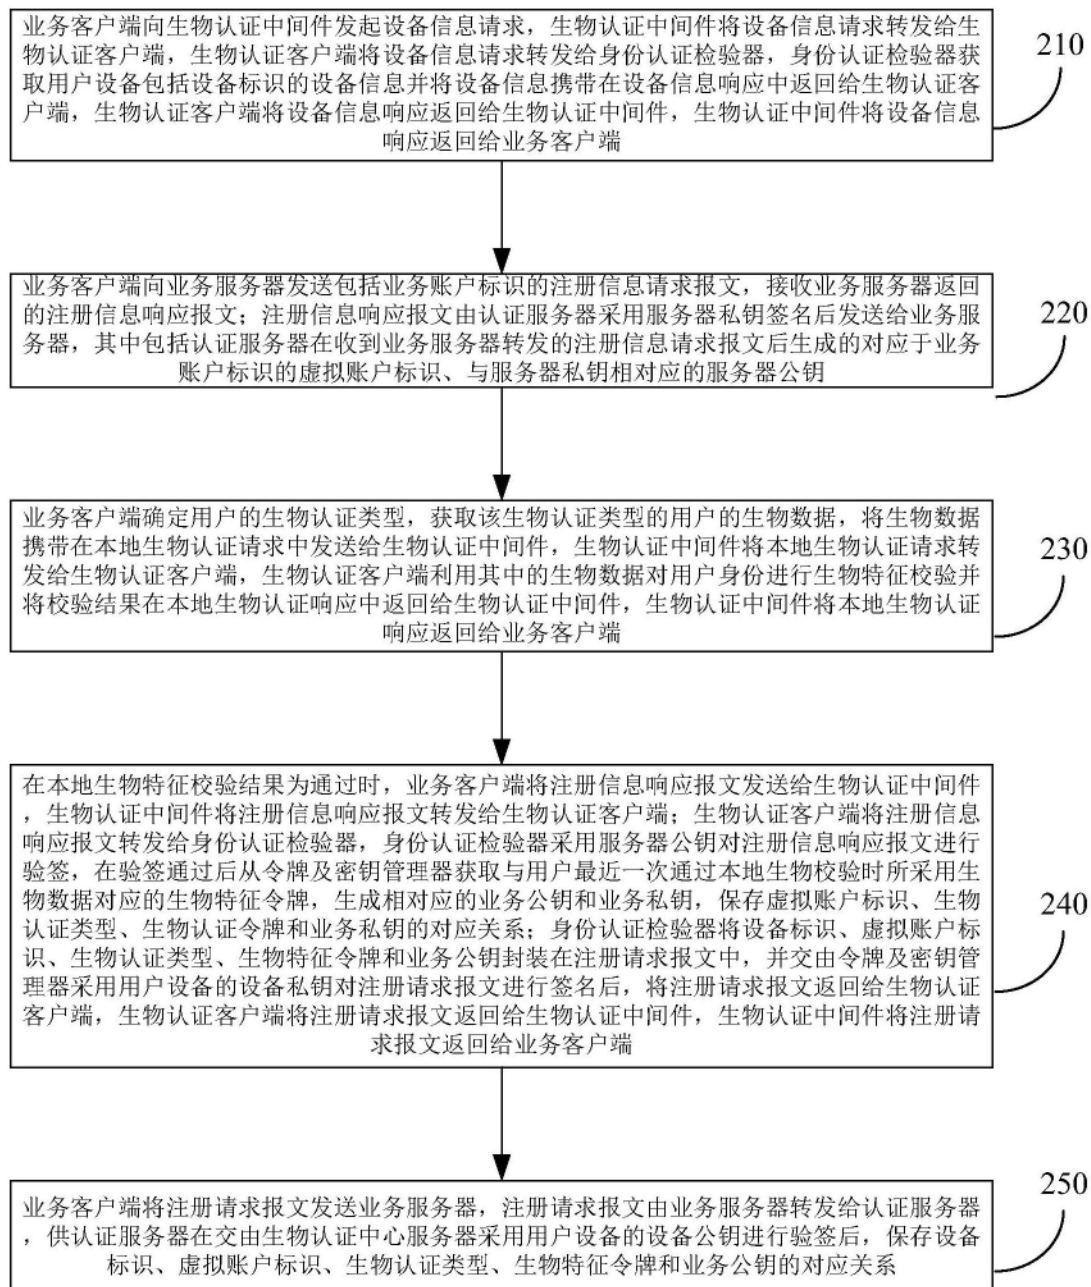 业务客户端向生物认证中间件发起设备信息请求，生物认证中间件将设备信息请求转发给生
物认证客户端，生物认证客户端将设备信息请求转发给身份认证检验器，身份认证检验器获
取用户设备包括设备标识的设备信息并将设备信息携带在设备信息响应中返回给生物认证客
户端，生物认证客户端将设备信息响应返回给生物认证中间件，生物认证中间件将设备信息
响应返回给业务客户端
210
业务客户端向业务服务器发送包括业务账户标识的注册信息请求报文，接收业务服务器返回
的注册信息响应报文；注册信息响应报文由认证服务器采用服务器私钥签名后发送给业务服
务器，其中包括认证服务器在收到业务服务器转发的注册信息请求报文后生成的对应于业务
账户标识的虚拟账户标识、与服务器私钥相对应的服务器公钥
220
业务客户端确定用户的生物认证类型，获取该生物认证类型的用户的生物数据，将生物数据
携带在本地生物认证请求中发送给生物认证中间件，生物认证中间件将本地生物认证请求转
发给生物认证客户端，生物认证客户端利用其中的生物数据对用户身份进行生物特征校验并
将校验结果在本地生物认证响应中返回给生物认证中间件，生物认证中间件将本地生物认证
响应返回给业务客户端
230
在本地生物特征校验结果为通过时，业务客户端将注册信息响应报文发送给生物认证中间件
，生物认证中间件将注册信息响应报文转发给生物认证客户端；生物认证客户端将注册信息
响应报文转发给身份认证检验器，身份认证检验器采用服务器公钥对注册信息响应报文进行
验签，在验签通过后从令牌及密钥管理器获取与用户最近一次通过本地生物校验时所采用生
物数据对应的生物特征令牌，生成相对应的业务公钥和业务私钥，保存虚拟账户标识、生物
认证类型、生物认证令牌和业务私钥的对应关系；身份认证检验器将设备标识、虚拟账户标
识、生物认证类型、生物特征令牌和业务公钥封装在注册请求报文中，并交由令牌及密钥管
理器采用用户设备的设备私钥对注册请求报文进行签名后，将注册请求报文返回给生物认证
客户端，生物认证客户端将注册请求报文返回给生物认证中间件，生物认证中间件将注册请
求报文返回给业务客户端
240
业务客户端将注册请求报文发送业务服务器，注册请求报文由业务服务器转发给认证服务器
，供认证服务器在交由生物认证中心服务器采用用户设备的设备公钥进行验签后，保存设备
标识、虚拟账户标识、生物认证类型、生物特征令牌和业务公钥的对应关系
250